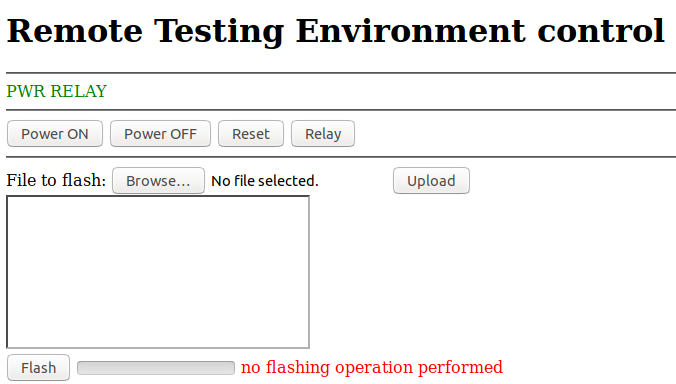 Remote Testing Environment control
PWR RELAY
Power ON Power OFF Reset Relay
File to flash: Browse... No file selected. Upload
Flash no flashing operation performed